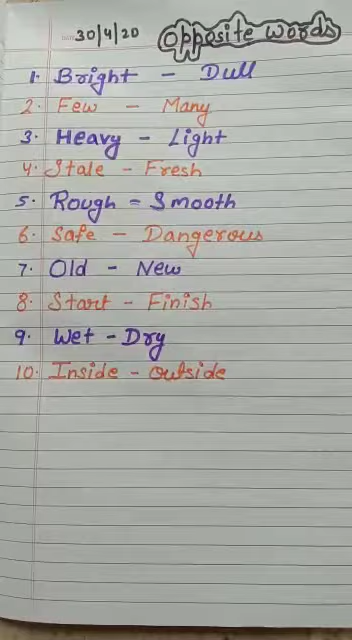 30/4/20 Opposite words
1. Bright - Dull
2. Few - Many
3. Heavy - Light
4. Stale - Fresh
5. Rough = Smooth
6. Safe - Dangerous
7. Old - New
8. Start - Finish
9. Wet - Dry
10. Inside - outside